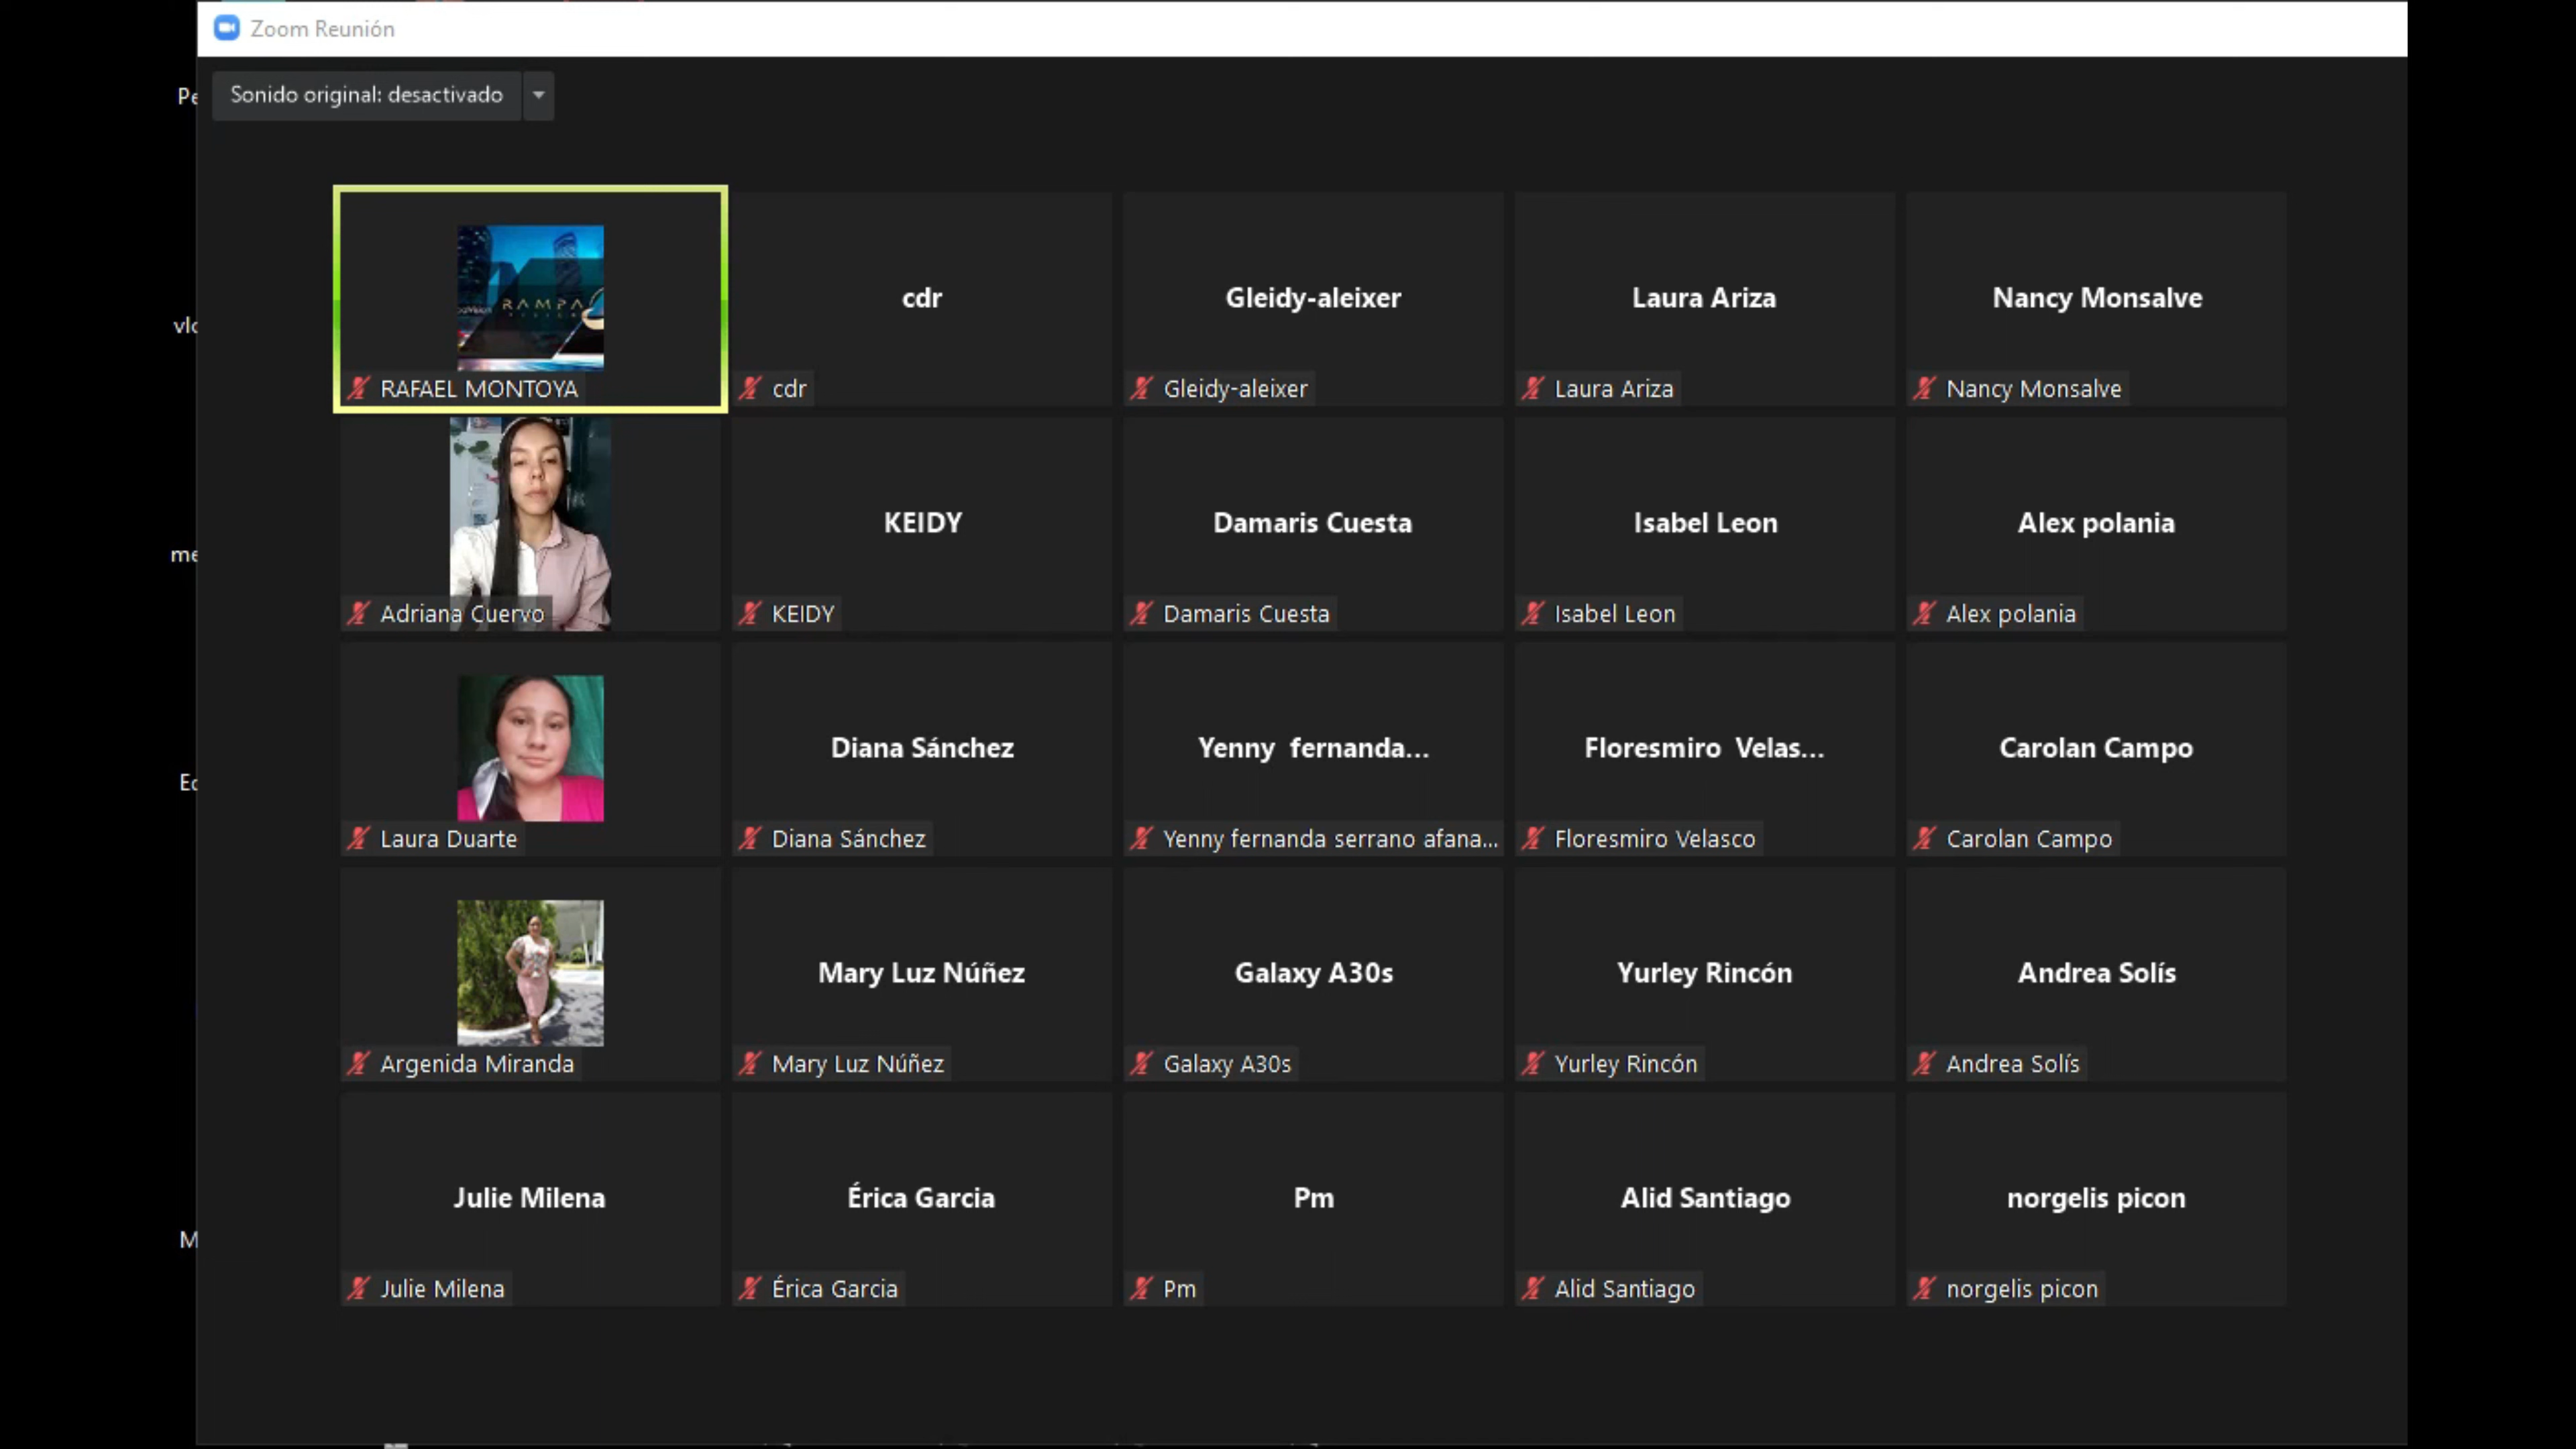 Zoom Reunión
Sonido original: desactivado
Pe
RAMPA
RAFAEL MONTOYA
cdr
cdr
Gleidy-aleixer
Gleidy-aleixer
Laura Ariza
Laura Ariza
Nancy Monsalve
Nancy Monsalve
vlo
Adriana Cuervo
KEIDY
KEIDY
Damaris Cuesta
Damaris Cuesta
Isabel Leon
Isabel Leon
Alex polania
Alex polania
me
Laura Duarte
Diana Sánchez
Diana Sánchez
Yenny fernanda...
Yenny fernanda serrano afana...
Floresmiro Velas...
Floresmiro Velasco
Carolan Campo
Carolan Campo
Argenida Miranda
Mary Luz Núñez
Mary Luz Núñez
Galaxy A30s
Galaxy A30s
Yurley Rincón
Yurley Rincón
Andrea Solís
Andrea Solís
Julie Milena
Julie Milena
Érica Garcia
Érica Garcia
Pm
Pm
Alid Santiago
Alid Santiago
norgelis picon
norgelis picon
M